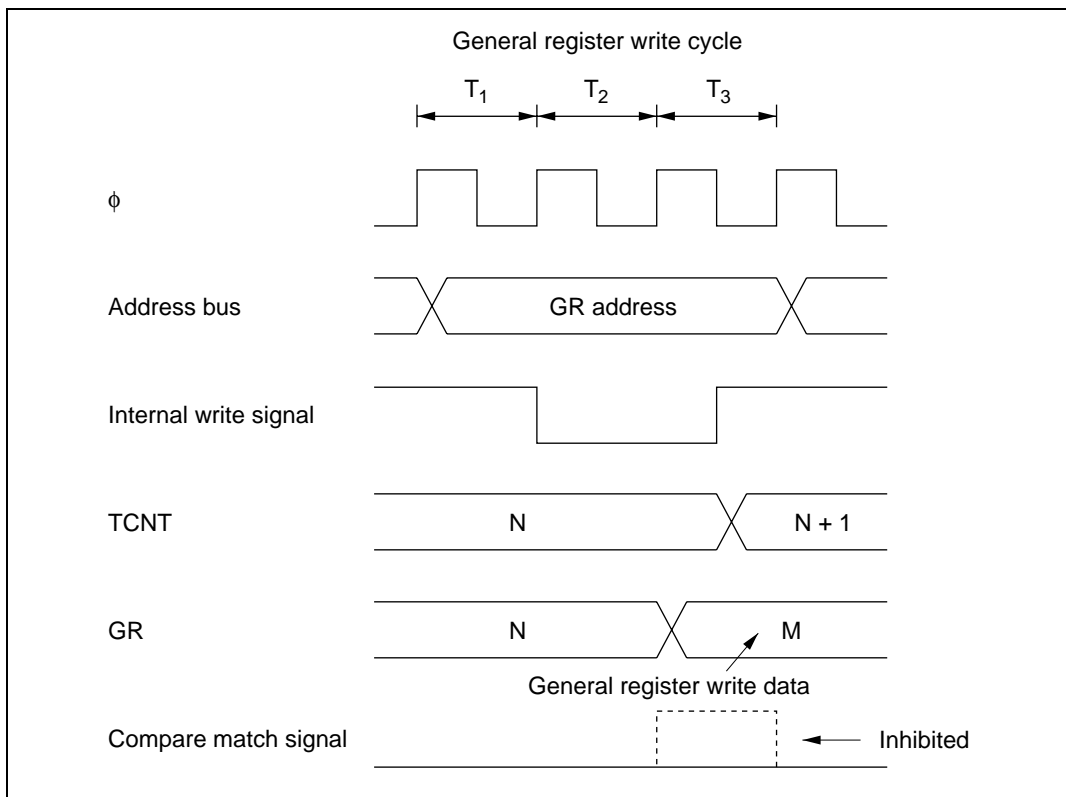 General register write cycle
T1 T2 T3
ϕ
Address bus GR address
Internal write signal
TCNT N N + 1
GR N M
General register write data
Compare match signal Inhibited